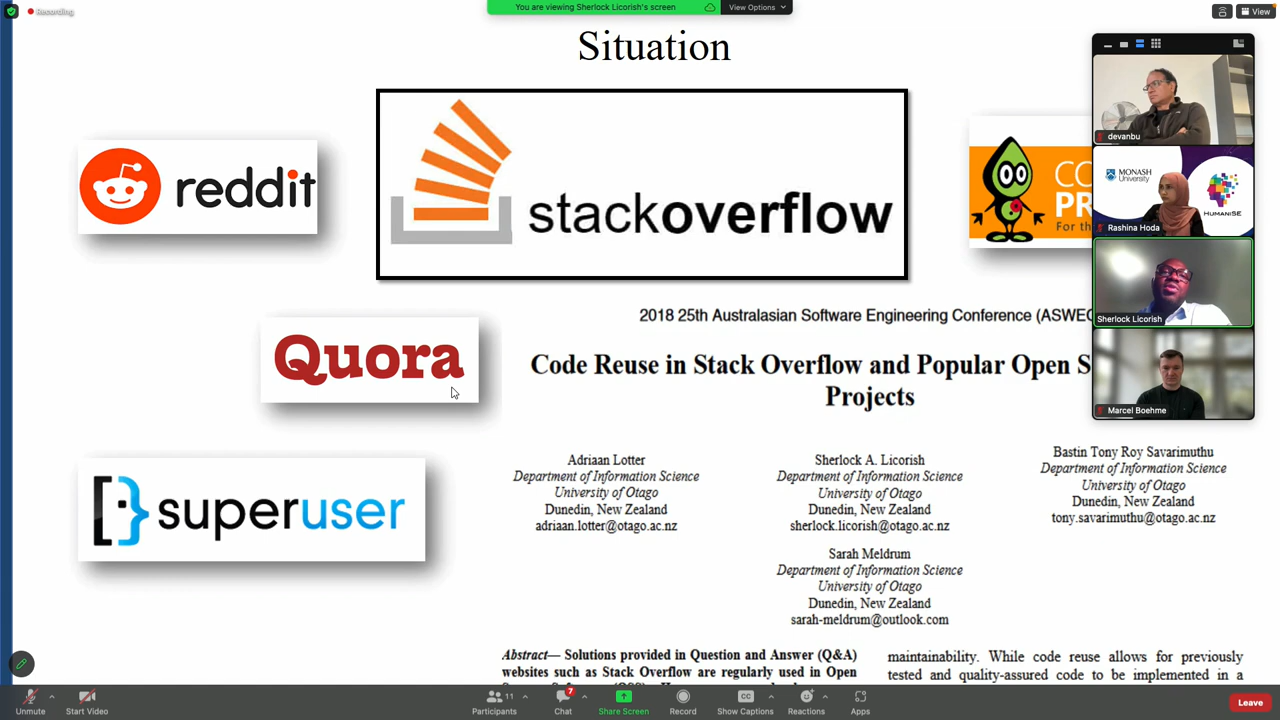 Recording
You are viewing Sherlock Licorish's screen
View Options
View
Situation
reddit
stackoverflow
CO
PR
For th
devanbu
MONASH
University
HUMANISE
Rashina Hoda
Sherlock Licorish
Marcel Boehme
Quora
superuser
2018 25th Australasian Software Engineering Conference (ASWEC
Code Reuse in Stack Overflow and Popular Open S
Projects
Adriaan Lotter
Department of Information Science
University of Otago
Dunedin, New Zealand
adriaan.lotter@otago.ac.nz
Sherlock A. Licorish
Department of Information Science
University of Otago
Dunedin, New Zealand
sherlock.licorish@otago.ac.nz
Bastin Tony Roy Savarimuthu
Department of Information Science
University of Otago
Dunedin, New Zealand
tony.savarimuthu@otago.ac.nz
Sarah Meldrum
Department of Information Science
University of Otago
Dunedin, New Zealand
sarah-meldrum@outlook.com
Abstract— Solutions provided in Question and Answer (Q&A)
websites such as Stack Overflow are regularly used in Open
maintainability. While code reuse allows for previously
tested and quality-assured code to be implemented in a
Unmute
Start Video
Participants
11
Chat
7
Share Screen
Record
Show Captions
Reactions
Apps
Leave